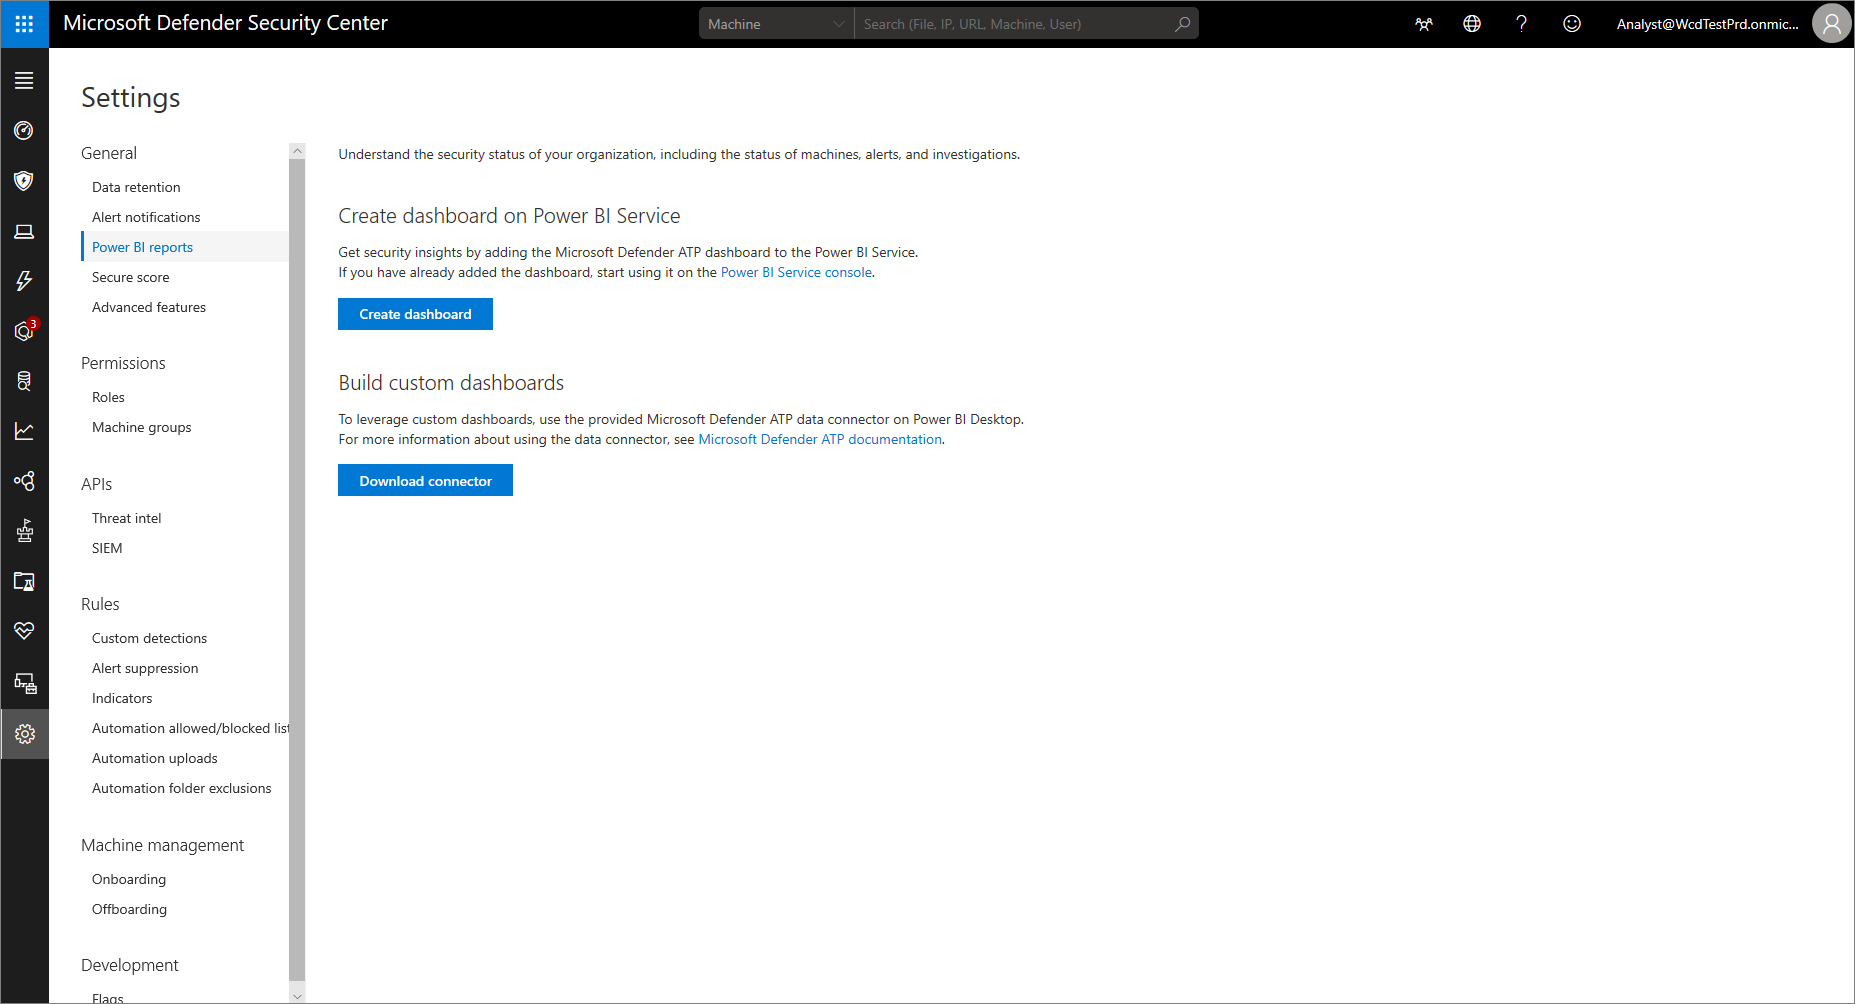 Microsoft Defender Security Center
Machine
Search (File, IP, URL, Machine, User)
Analyst@WcdTestPrd.onmic...
3
Settings
General
Data retention
Alert notifications
Power BI reports
Secure score
Advanced features
Permissions
Roles
Machine groups
APIs
Threat intel
SIEM
Rules
Custom detections
Alert suppression
Indicators
Automation allowed/blocked list
Automation uploads
Automation folder exclusions
Machine management
Onboarding
Offboarding
Development
Flags
Understand the security status of your organization, including the status of machines, alerts, and investigations.
Create dashboard on Power BI Service
Get security insights by adding the Microsoft Defender ATP dashboard to the Power BI Service.
If you have already added the dashboard, start using it on the Power BI Service console.
Create dashboard
Build custom dashboards
To leverage custom dashboards, use the provided Microsoft Defender ATP data connector on Power BI Desktop.
For more information about using the data connector, see Microsoft Defender ATP documentation.
Download connector